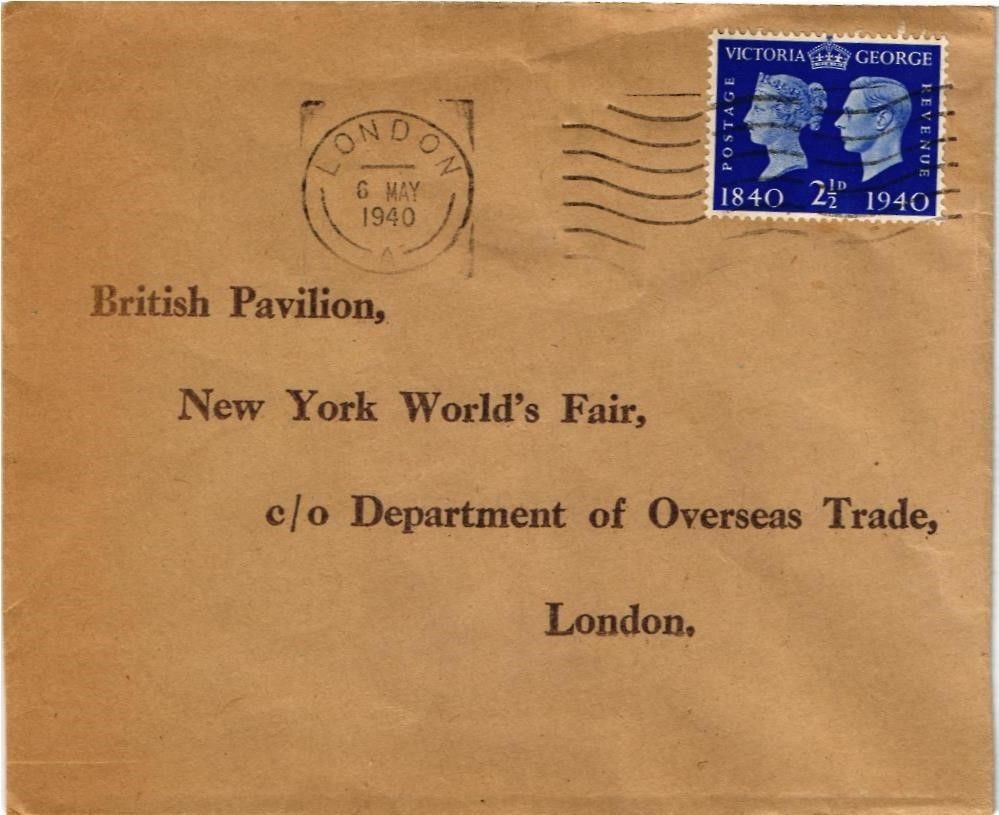 VICTORIA GEORGE
POSTAGE
REVENUE
1840 2½D 1940
LONDON
6 MAY
1940
A
British Pavilion,
New York World's Fair,
c/o Department of Overseas Trade,
London.